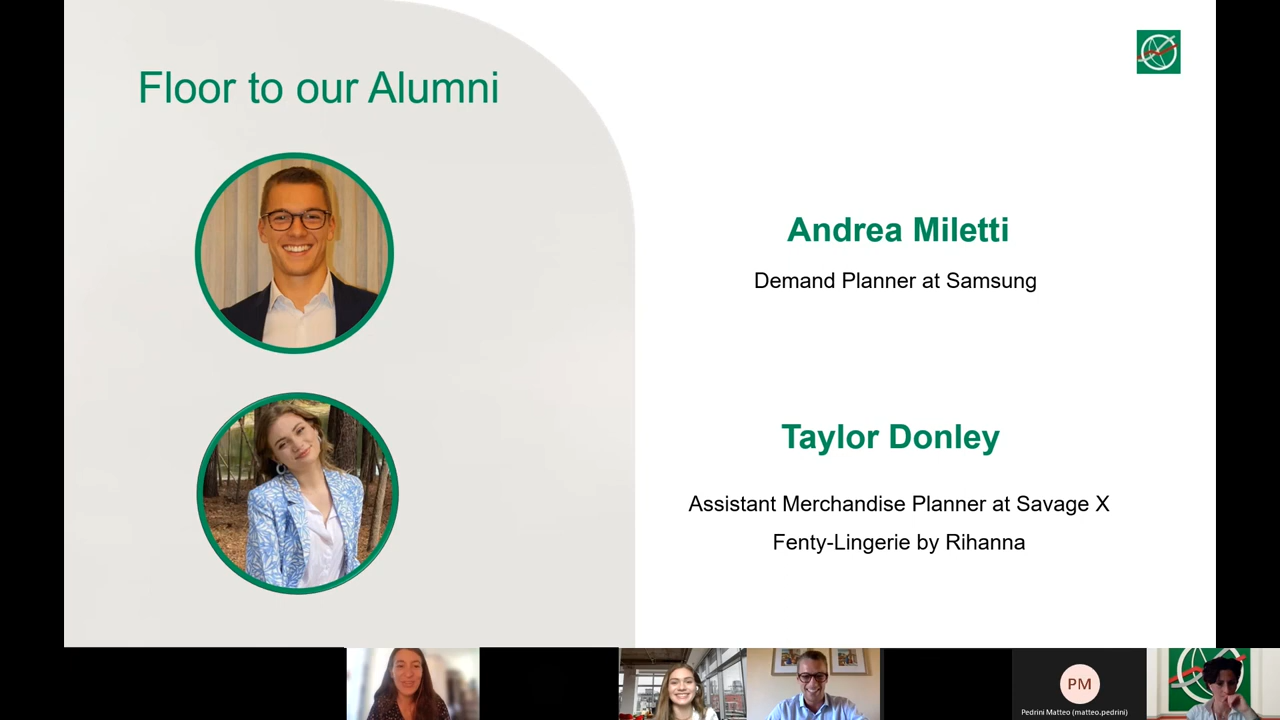 Floor to our Alumni
Andrea Miletti
Demand Planner at Samsung
Taylor Donley
Assistant Merchandise Planner at Savage X
Fenty-Lingerie by Rihanna
PM
Pedrini Matteo (matteo.pedrini)